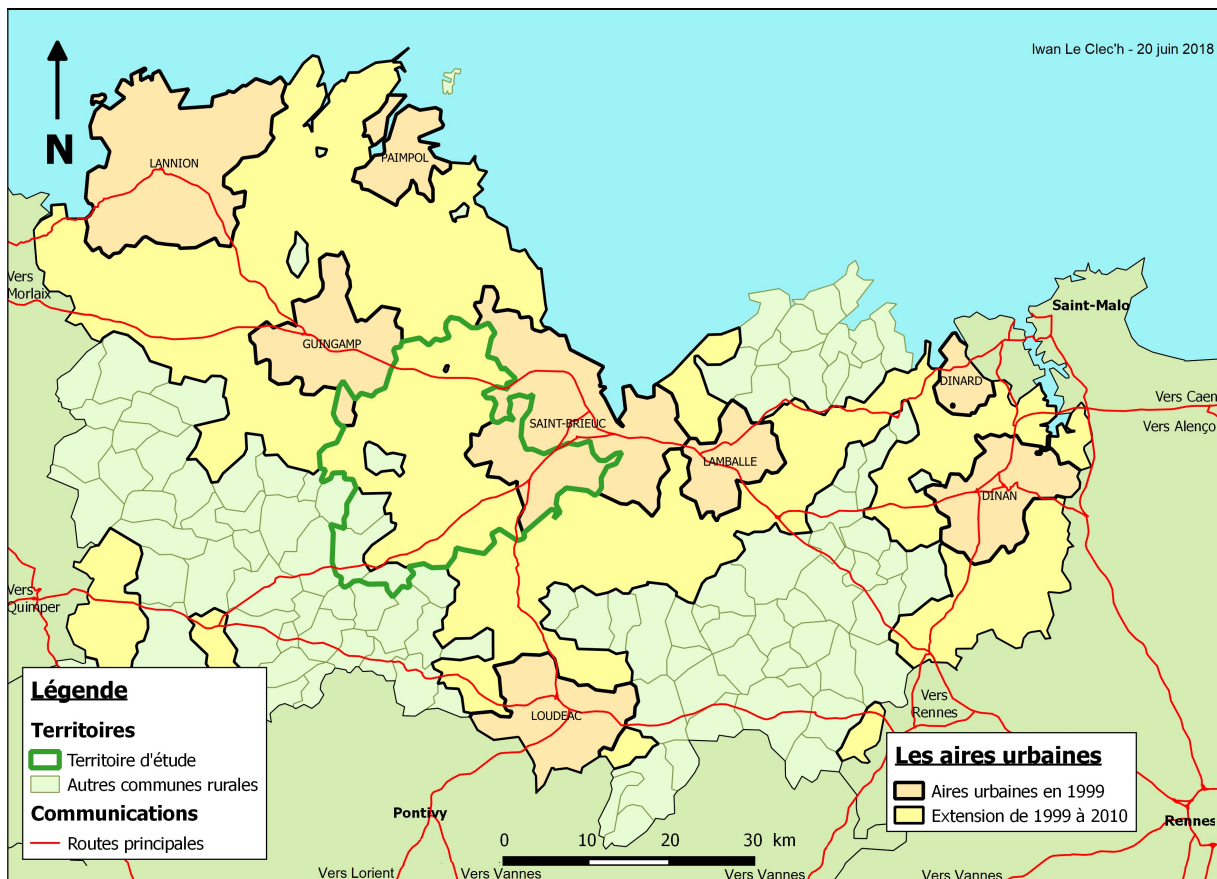 Iwan Le Clec'h - 20 juin 2018
N
LANNION
PAIMPOL
Vers
Morlaix
GUINGAMP
Saint-Malo
DINARD
Vers Caen
Vers Alenço
SAINT-BRIEUC
LAMBALLE
DINAN
Vers
Quimper
LOUDEAC
Vers
Rennes
Légende
Territoires
Territoire d'étude
Autres communes rurales
Communications
Routes principales
Les aires urbaines
Aires urbaines en 1999
Extension de 1999 à 2010
Pontivy
Rennes
0 10 20 30 km
Vers Lorient
Vers Vannes
Vers Vannes
Vers Vannes